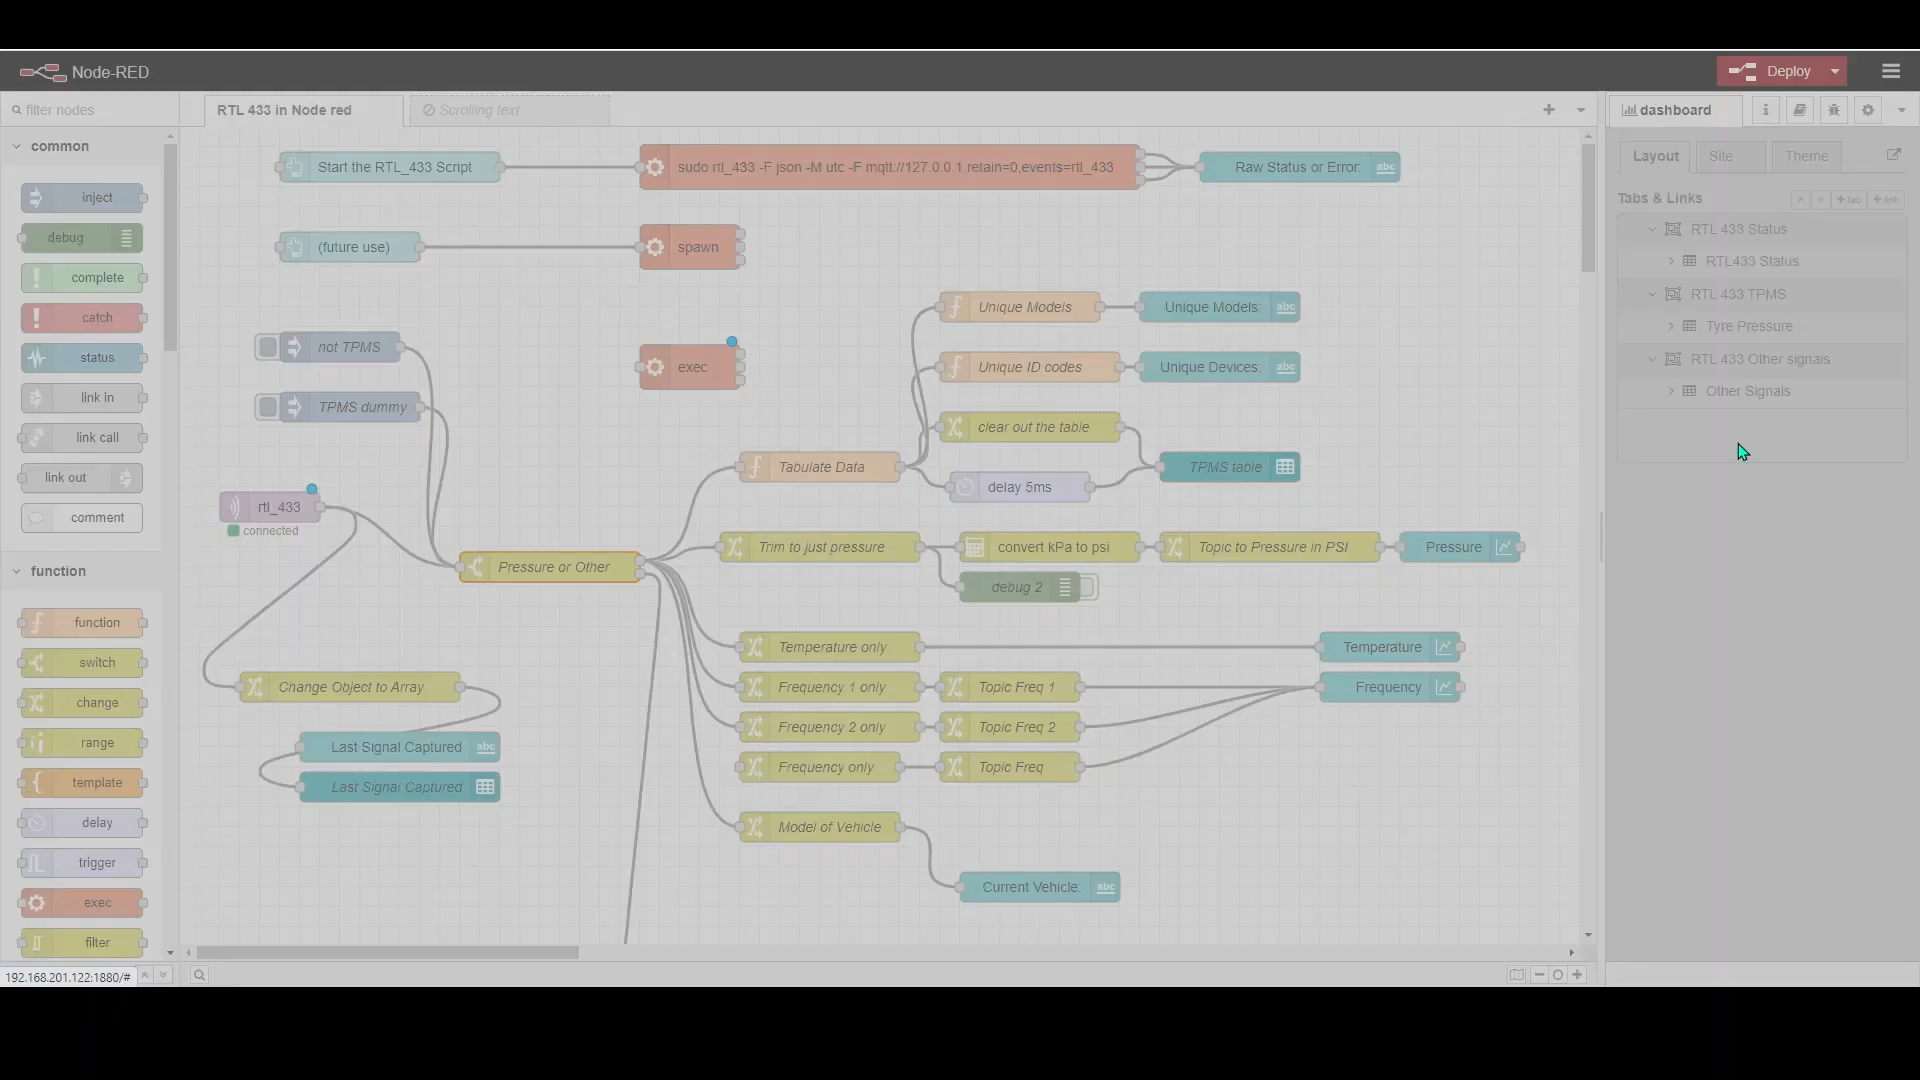 Node-RED
Deploy
filter nodes
RTL 433 in Node red
Scrolling text
dashboard
common
Layout
Site
Theme
Start the RTL_433 Script
sudo rtl_433 -F json -M utc -F mqtt://127.0.0.1,retain=0,events=rtl_433
Raw Status or Error:
abc
inject
Tabs & Links
tab
link
debug
(future use)
spawn
RTL 433 Status
RTL433 Status
complete
RTL 433 TPMS
Unique Models
Unique Models:
abc
catch
Tyre Pressure
not TPMS
status
exec
Unique ID codes
Unique Devices:
abc
RTL 433 Other signals
link in
TPMS dummy
Other Signals
link call
clear out the table
Tabulate Data
TPMS table
link out
delay 5ms
rtl_433
connected
comment
Trim to just pressure
convert kPa to psi
Topic to Pressure in PSI
Pressure
Pressure or Other
function
debug 2
function
Temperature only
Temperature
switch
Change Object to Array
Frequency 1 only
Topic Freq 1
Frequency
change
Frequency 2 only
Topic Freq 2
range
Last Signal Captured
abc
Frequency only
Topic Freq
template
Last Signal Captured
delay
Model of Vehicle
trigger
Current Vehicle:
abc
exec
filter
192.168.201.122:1880/#